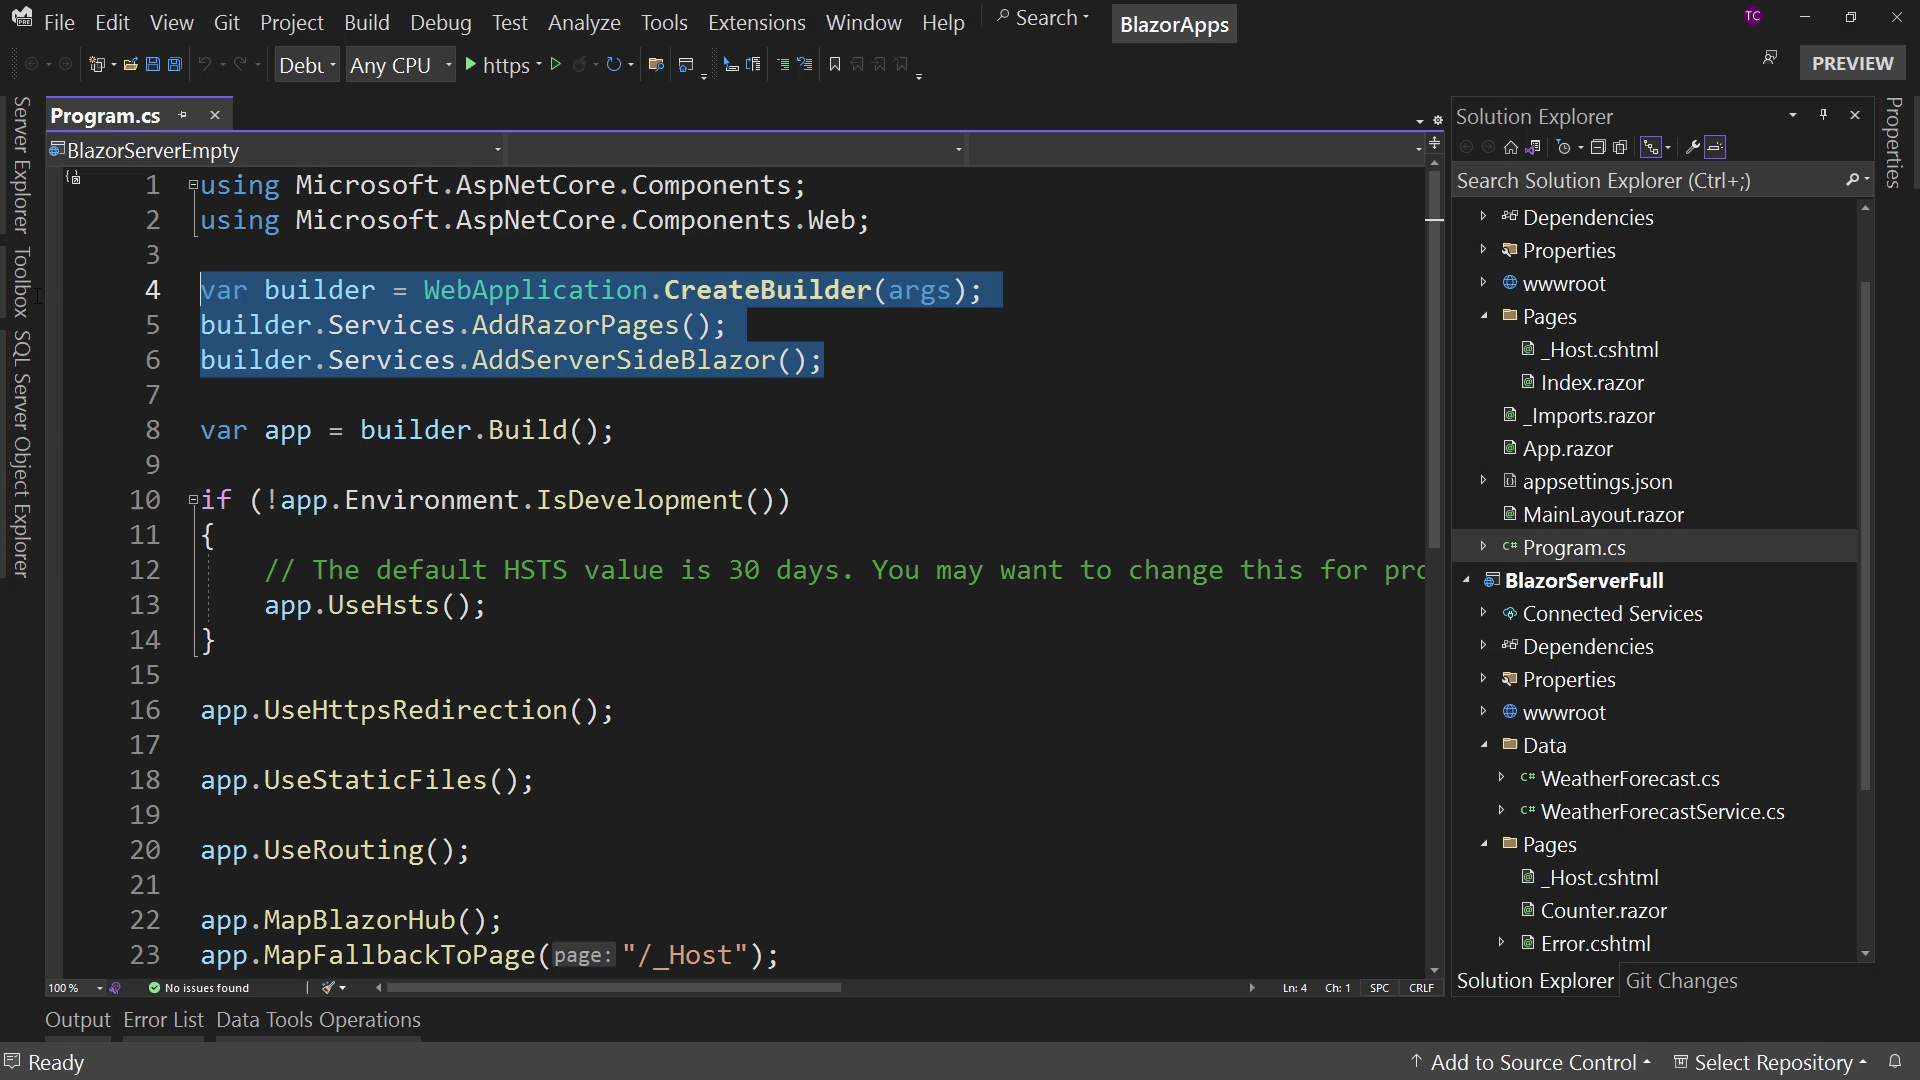 File Edit View Git Project Build Debug Test Analyze Tools Extensions Window Help Search BlazorApps TC
Debu Any CPU https PREVIEW
Server Explorer
Toolbox
SQL Server Object Explorer
Program.cs
BlazorServerEmpty
1 using Microsoft.AspNetCore.Components;
2 using Microsoft.AspNetCore.Components.Web;
3
4 var builder = WebApplication.CreateBuilder(args);
5 builder.Services.AddRazorPages();
6 builder.Services.AddServerSideBlazor();
7
8 var app = builder.Build();
9
10 if (!app.Environment.IsDevelopment())
11 {
12 // The default HSTS value is 30 days. You may want to change this for pro
13 app.UseHsts();
14 }
15
16 app.UseHttpsRedirection();
17
18 app.UseStaticFiles();
19
20 app.UseRouting();
21
22 app.MapBlazorHub();
23 app.MapFallbackToPage(page: "/_Host");
100 % No issues found Ln: 4 Ch: 1 SPC CRLF
Solution Explorer
Search Solution Explorer (Ctrl+;)
Dependencies
Properties
wwwroot
Pages
_Host.cshtml
Index.razor
_Imports.razor
App.razor
appsettings.json
MainLayout.razor
C# Program.cs
BlazorServerFull
Connected Services
Dependencies
Properties
wwwroot
Data
C# WeatherForecast.cs
C# WeatherForecastService.cs
Pages
_Host.cshtml
Counter.razor
Error.cshtml
Solution Explorer Git Changes
Properties
Output Error List Data Tools Operations
Ready Add to Source Control Select Repository